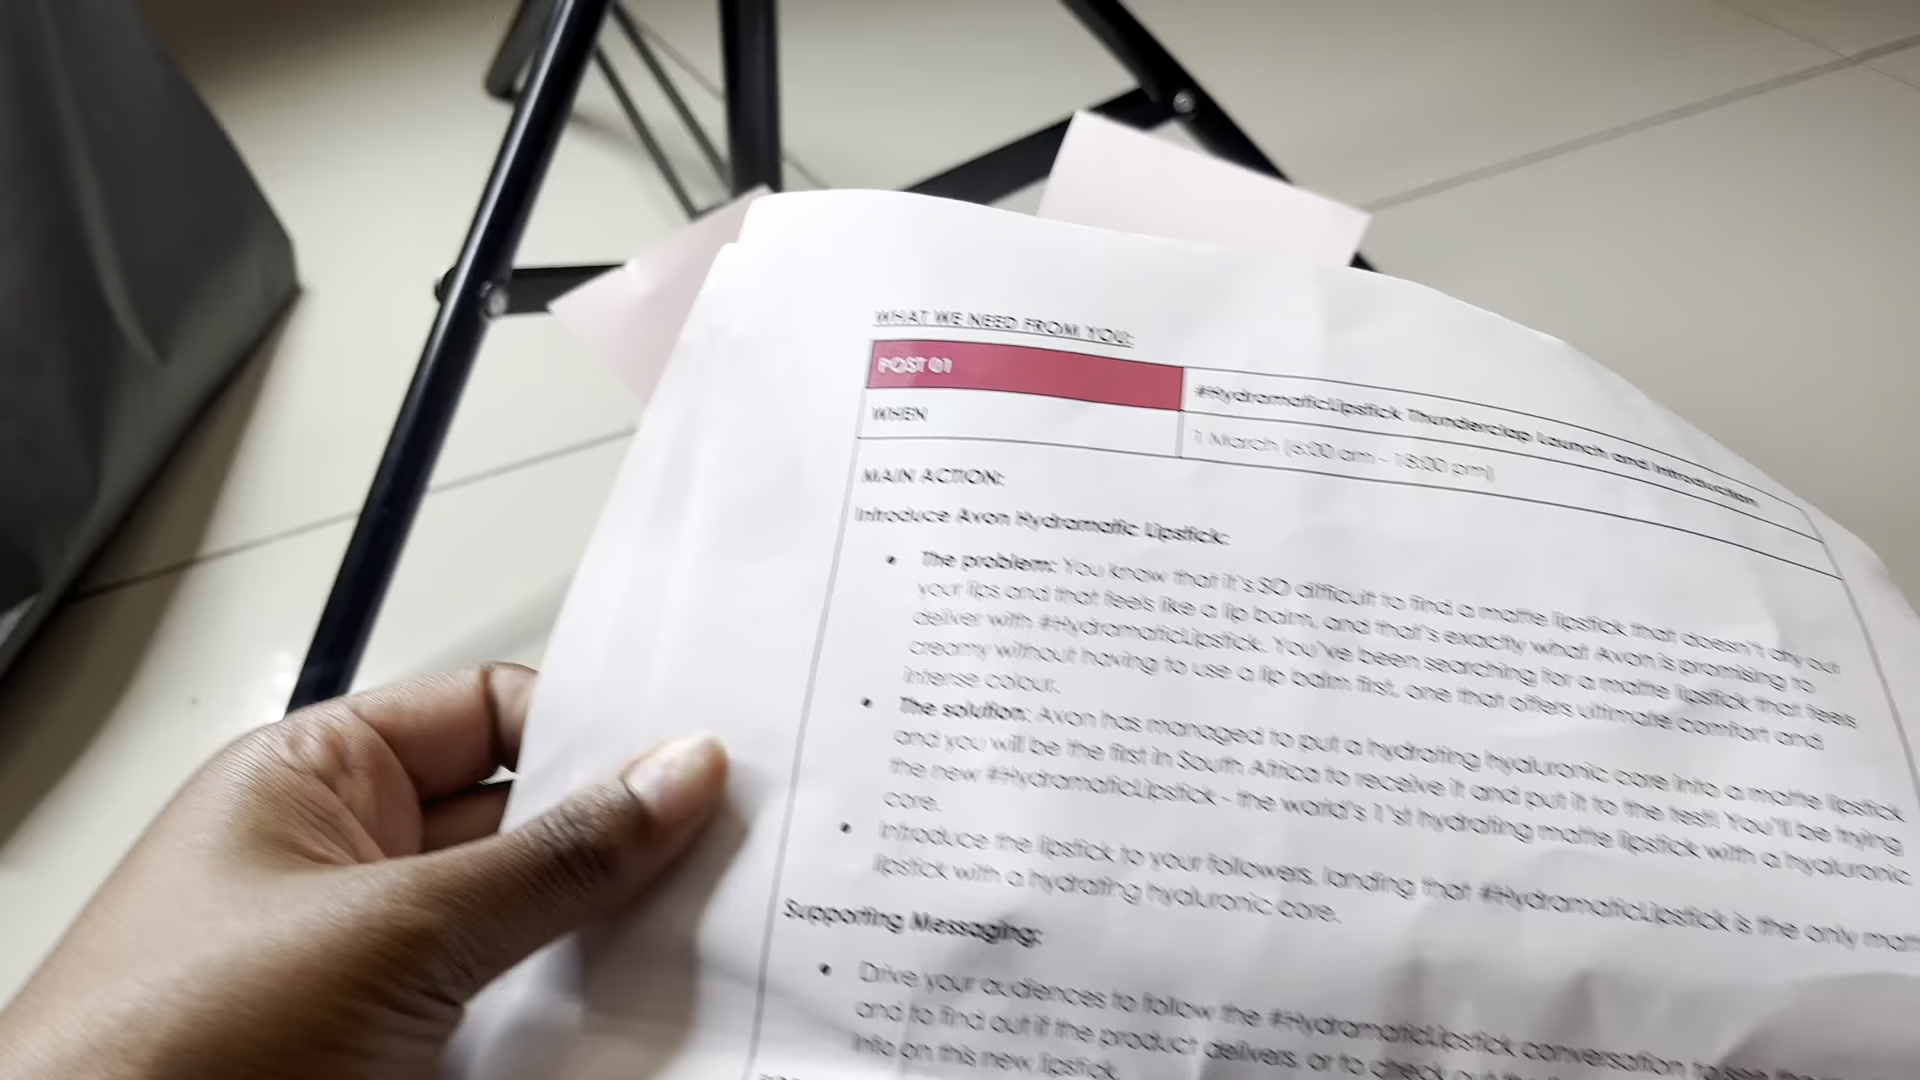 WHAT WE NEED FROM YOU:
POST 01
#HydramaticLipstick Thunderclap Launch and Introduction
WHEN
1 March (6:00 am - 18:00 pm)
MAIN ACTION:
Introduce Avon Hydramatic Lipstick:
• The problem: You know that it's SO difficult to find a matte lipstick that doesn't dry out
your lips and that feels like a lip balm, and that's exactly what Avon is promising to
deliver with #HydramaticLipstick. You've been searching for a matte lipstick that feels
creamy without having to use a lip balm first, one that offers ultimate comfort and
intense colour.
• The solution: Avon has managed to put a hydrating hyaluronic core into a matte lipstick
and you will be the first in South Africa to receive it and put it to the test! You'll be trying
the new #HydramaticLipstick - the world's 1'st hydrating matte lipstick with a hyaluronic
core.
• Introduce the lipstick to your followers, landing that #HydramaticLipstick is the only
lipstick with a hydrating hyaluronic core.
Supporting Messaging:
• Drive your audiences to follow the #HydramaticLipstick conversation to see
and to find out if the product delivers, or to check out
info on this new lipstick.